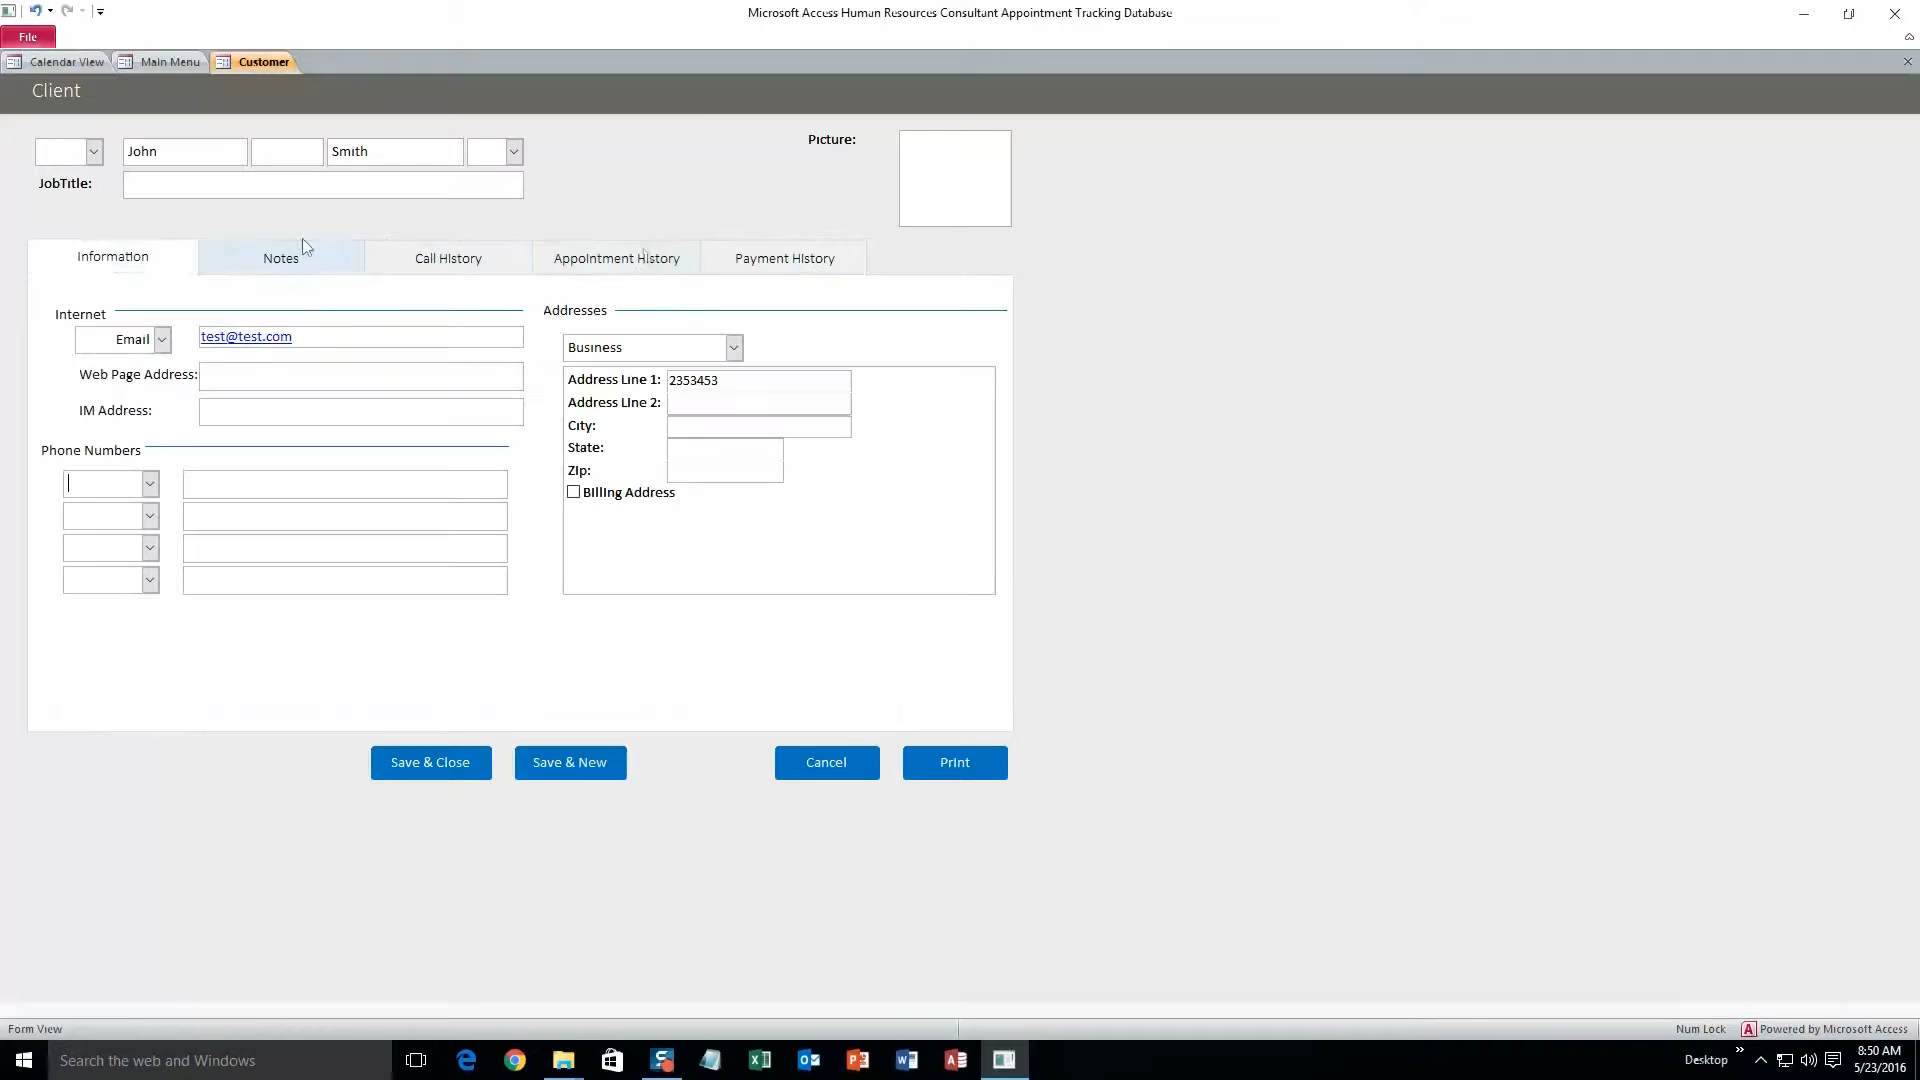 Microsoft Access Human Resources Consultant Appointment Tracking Database
File
Calendar View Main Menu Customer
Client
John Smith Picture:
JobTitle:
Information Notes Call History Appointment History Payment History
Internet Addresses
Email test@test.com
Business
Web Page Address: Address Line 1: 2353453
IM Address: Address Line 2:
City:
Phone Numbers State:
Zip:
Billing Address
Save & Close Save & New Cancel Print
Form View Num Lock Powered by Microsoft Access
Search the web and Windows Desktop 8:50 AM
5/23/2016